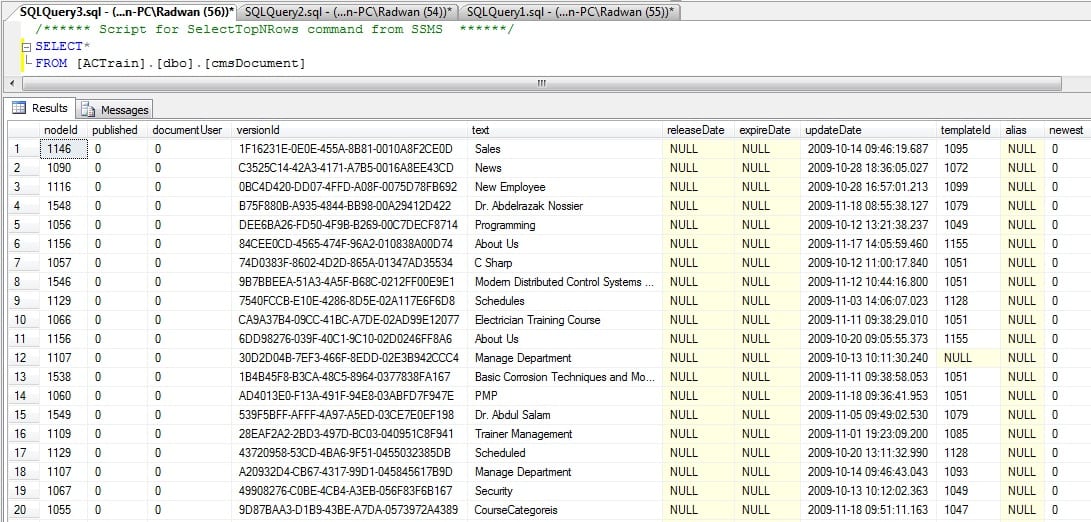 SQLQuery3.sql - (...n-PC\Radwan (56))* SQLQuery2.sql - (...n-PC\Radwan (54))* SQLQuery1.sql - (...n-PC\Radwan (55))*
/****** Script for SelectTopNRows command from SSMS ******/
SELECT*
FROM [ACTrain].[dbo].[cmsDocument]
Results Messages
nodeId published documentUser versionId text releaseDate expireDate updateDate templateId alias newest
1 1146 0 0 1F16231E-0E0E-455A-8B81-0010A8F2CE0D Sales NULL NULL 2009-10-14 09:46:19.687 1095 NULL 0
2 1090 0 0 C3525C14-42A3-4171-A7B5-0016A8EE43CD News NULL NULL 2009-10-28 18:36:05.027 1072 NULL 0
3 1116 0 0 0BC4D420-DD07-4FFD-A08F-0075D78FB692 New Employee NULL NULL 2009-10-28 16:57:01.213 1099 NULL 0
4 1548 0 0 B75F880B-A935-4844-BB98-00A29412D422 Dr. Abdelrazak Nossier NULL NULL 2009-11-18 08:55:38.127 1079 NULL 0
5 1056 0 0 DEE6BA26-FD50-4F9B-B269-00C7DECF8714 Programming NULL NULL 2009-10-12 13:21:38.237 1049 NULL 0
6 1156 0 0 84CEE0CD-4565-474F-96A2-010838A00D74 About Us NULL NULL 2009-11-17 14:05:59.460 1155 NULL 0
7 1057 0 0 74D0383F-8602-4D2D-865A-01347AD35534 C Sharp NULL NULL 2009-10-12 11:00:17.840 1051 NULL 0
8 1546 0 0 9B7BBEEA-51A3-4A5F-B68C-0212FF00E9E1 Modern Distributed Control Systems ... NULL NULL 2009-11-12 10:44:16.800 1051 NULL 0
9 1129 0 0 7540FCCB-E10E-4286-8D5E-02A117E6F6D8 Schedules NULL NULL 2009-11-03 14:06:07.023 1128 NULL 0
10 1066 0 0 CA9A37B4-09CC-41BC-A7DE-02AD99E12077 Electrician Training Course NULL NULL 2009-11-11 09:38:29.010 1051 NULL 0
11 1156 0 0 6DD98276-039F-40C1-9C10-02D0246FF8A6 About Us NULL NULL 2009-10-20 09:05:55.373 1155 NULL 0
12 1107 0 0 30D2D04B-7EF3-466F-8EDD-02E3B942CCC4 Manage Department NULL NULL 2009-10-13 10:11:30.240 NULL NULL 0
13 1538 0 0 1B4B45F8-B3CA-48C5-8964-0377838FA167 Basic Corrosion Techniques and Mo... NULL NULL 2009-11-11 09:38:58.053 1051 NULL 0
14 1060 0 0 AD4013E0-F13A-491F-94E8-03ABFD7F947E PMP NULL NULL 2009-11-18 09:36:41.953 1051 NULL 0
15 1549 0 0 539F5BFF-AFFF-4A97-A5ED-03CE7E0EF198 Dr. Abdul Salam NULL NULL 2009-11-05 09:49:02.530 1079 NULL 0
16 1109 0 0 28EAF2A2-2BD3-497D-BC03-040951C8F941 Trainer Management NULL NULL 2009-11-01 19:23:09.200 1085 NULL 0
17 1129 0 0 43720958-53CD-4BA6-9F51-0455032385DB Scheduled NULL NULL 2009-10-20 13:11:32.990 1128 NULL 0
18 1107 0 0 A20932D4-CB67-4317-99D1-045845617B9D Manage Department NULL NULL 2009-10-14 09:46:43.043 1093 NULL 0
19 1067 0 0 49908276-C0BE-4CB4-A3EB-056F83F6B167 Security NULL NULL 2009-10-13 10:12:02.363 1049 NULL 0
20 1055 0 0 9D87BAA3-D1B9-43BE-A7DA-0573972A4389 CourseCategoreis NULL NULL 2009-11-18 09:51:11.163 1047 NULL 0